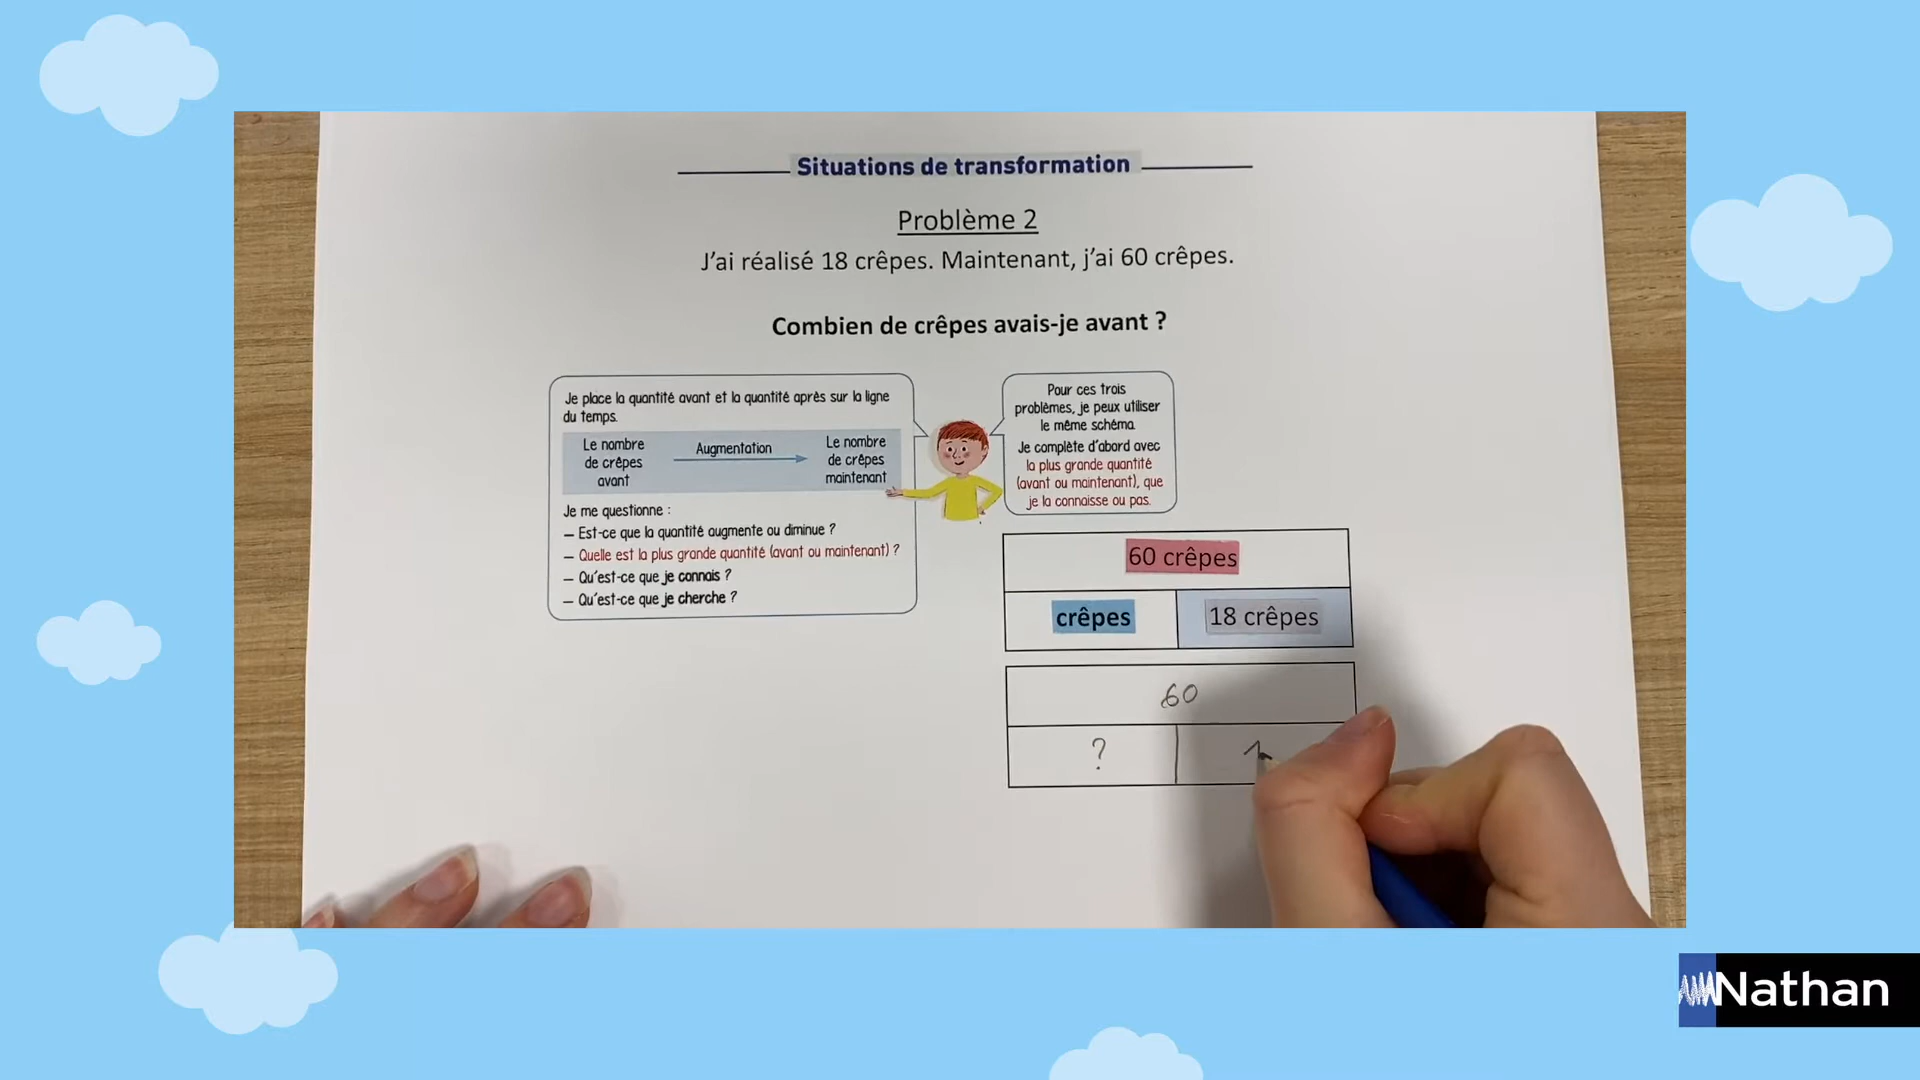 Situations de transformation
Problème 2
J'ai réalisé 18 crêpes. Maintenant, j'ai 60 crêpes.
Combien de crêpes avais-je avant ?
Je place la quantité avant et la quantité après sur la ligne
du temps.
Le nombre
de crêpes
avant
Augmentation
Le nombre
de crêpes
maintenant
Je me questionne :
– Est-ce que la quantité augmente ou diminue ?
– Quelle est la plus grande quantité (avant ou maintenant) ?
– Qu'est-ce que je connais ?
– Qu'est-ce que je cherche ?
Pour ces trois
problèmes, je peux utiliser
le même schéma.
Je complète d'abord avec
la plus grande quantité
(avant ou maintenant), que
je la connaisse ou pas.
60 crêpes
crêpes
18 crêpes
60
?
1
Nathan